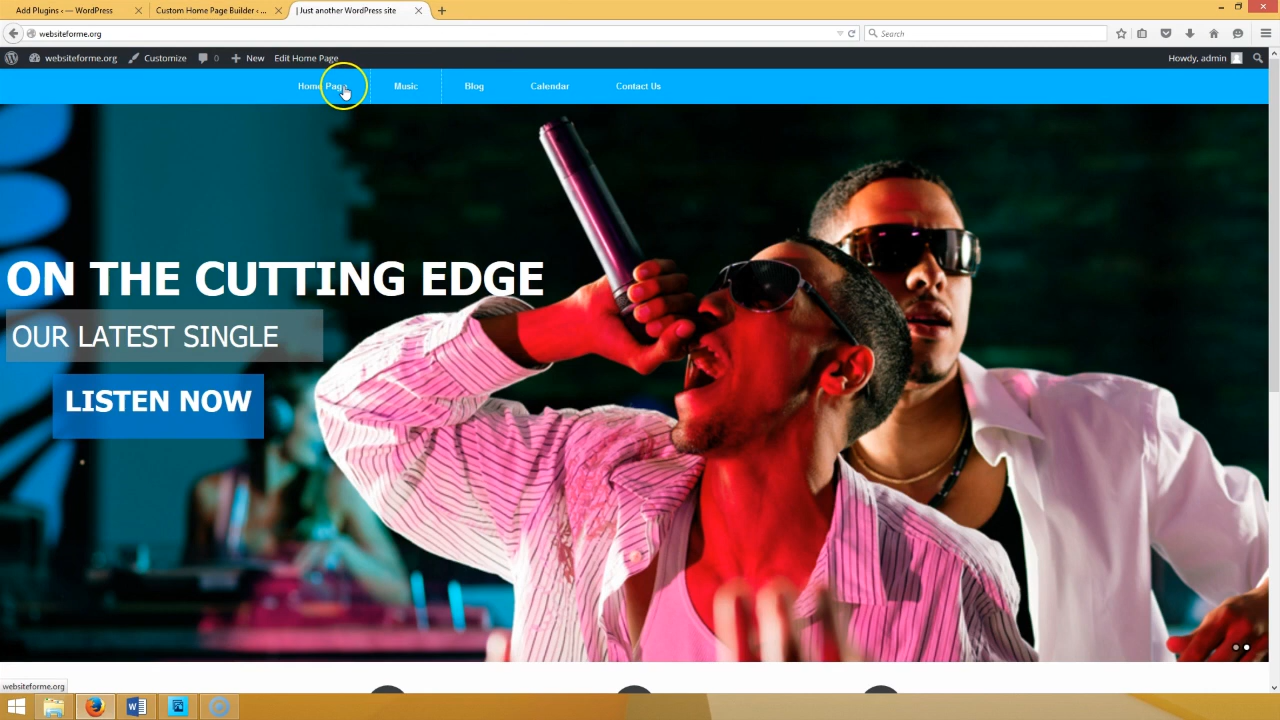 Add Plugins ‹ — WordPress
Custom Home Page Builder ‹ ...
| Just another WordPress site
websiteforme.org
Search
websiteforme.org
Customize
0
New
Edit Home Page
Howdy, admin
Home Page
Music
Blog
Calendar
Contact Us
ON THE CUTTING EDGE
OUR LATEST SINGLE
LISTEN NOW
websiteforme.org